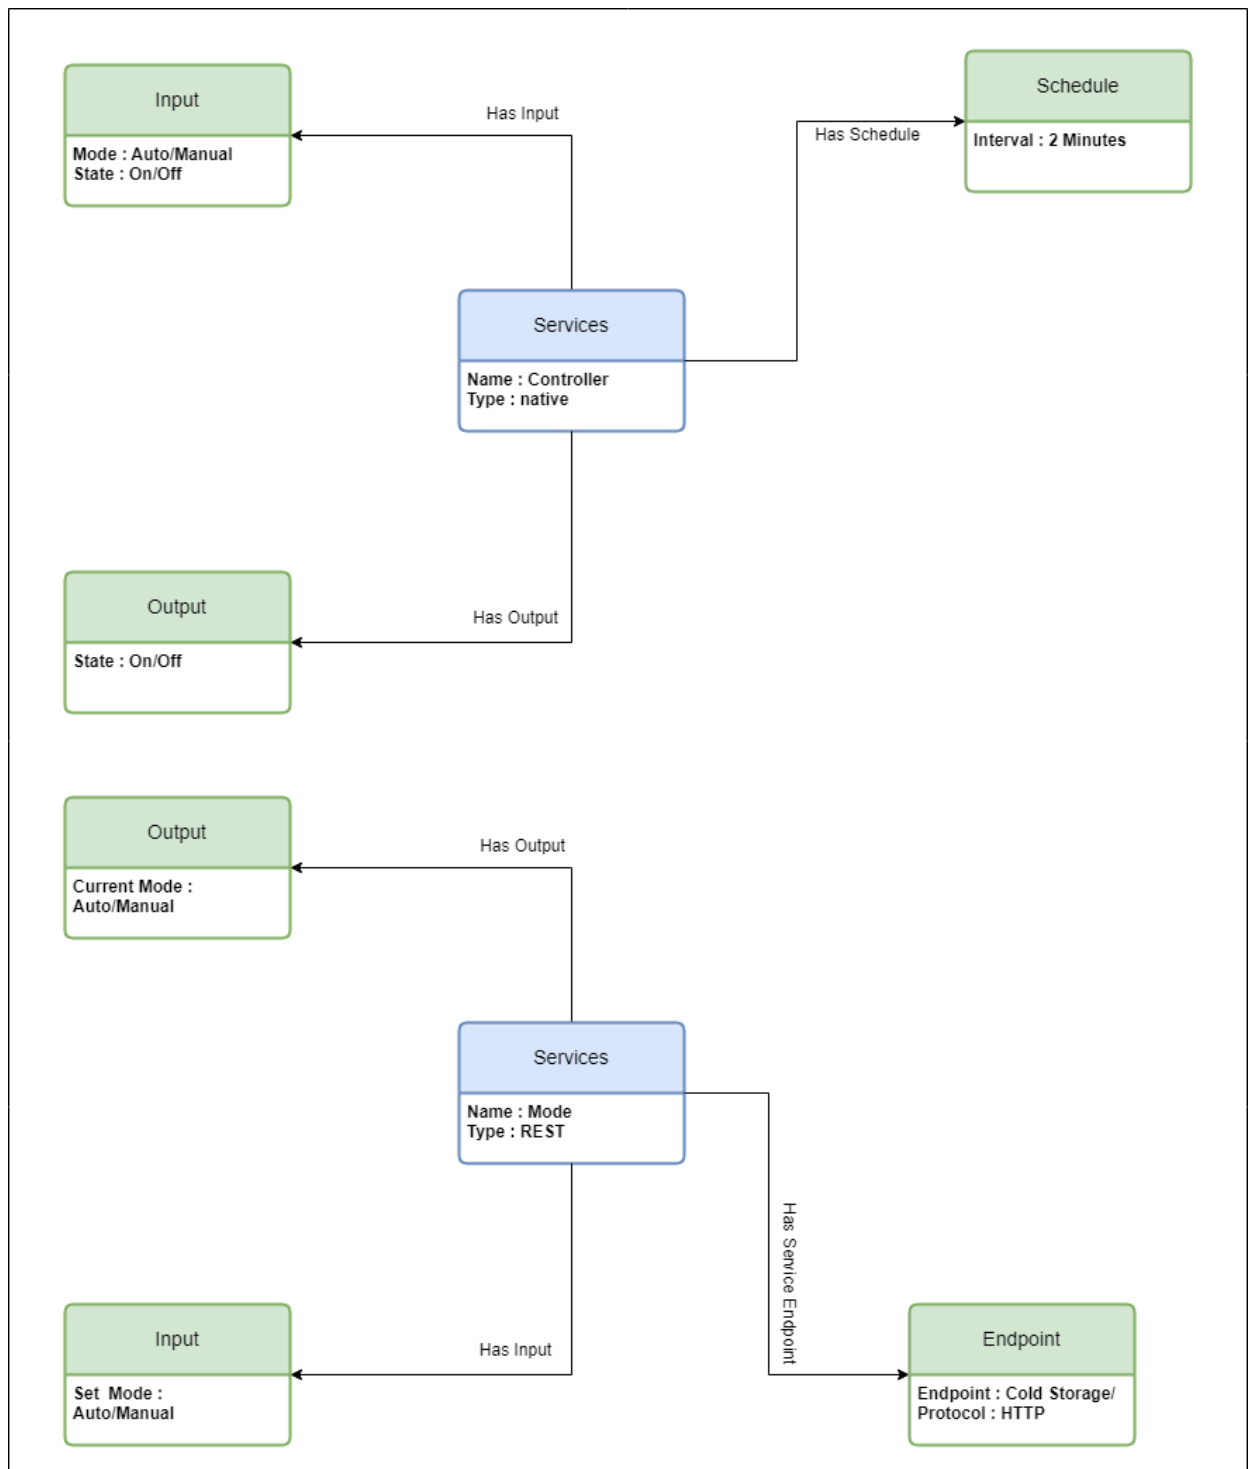 Input
Mode : Auto/Manual
State : On/Off
Has Input
Has Schedule
Schedule
Interval : 2 Minutes
Services
Name : Controller
Type : native
Output
State : On/Off
Has Output
Output
Current Mode :
Auto/Manual
Has Output
Services
Name : Mode
Type : REST
Has Service Endpoint
Input
Set Mode :
Auto/Manual
Has Input
Endpoint
Endpoint : Cold Storage/
Protocol : HTTP